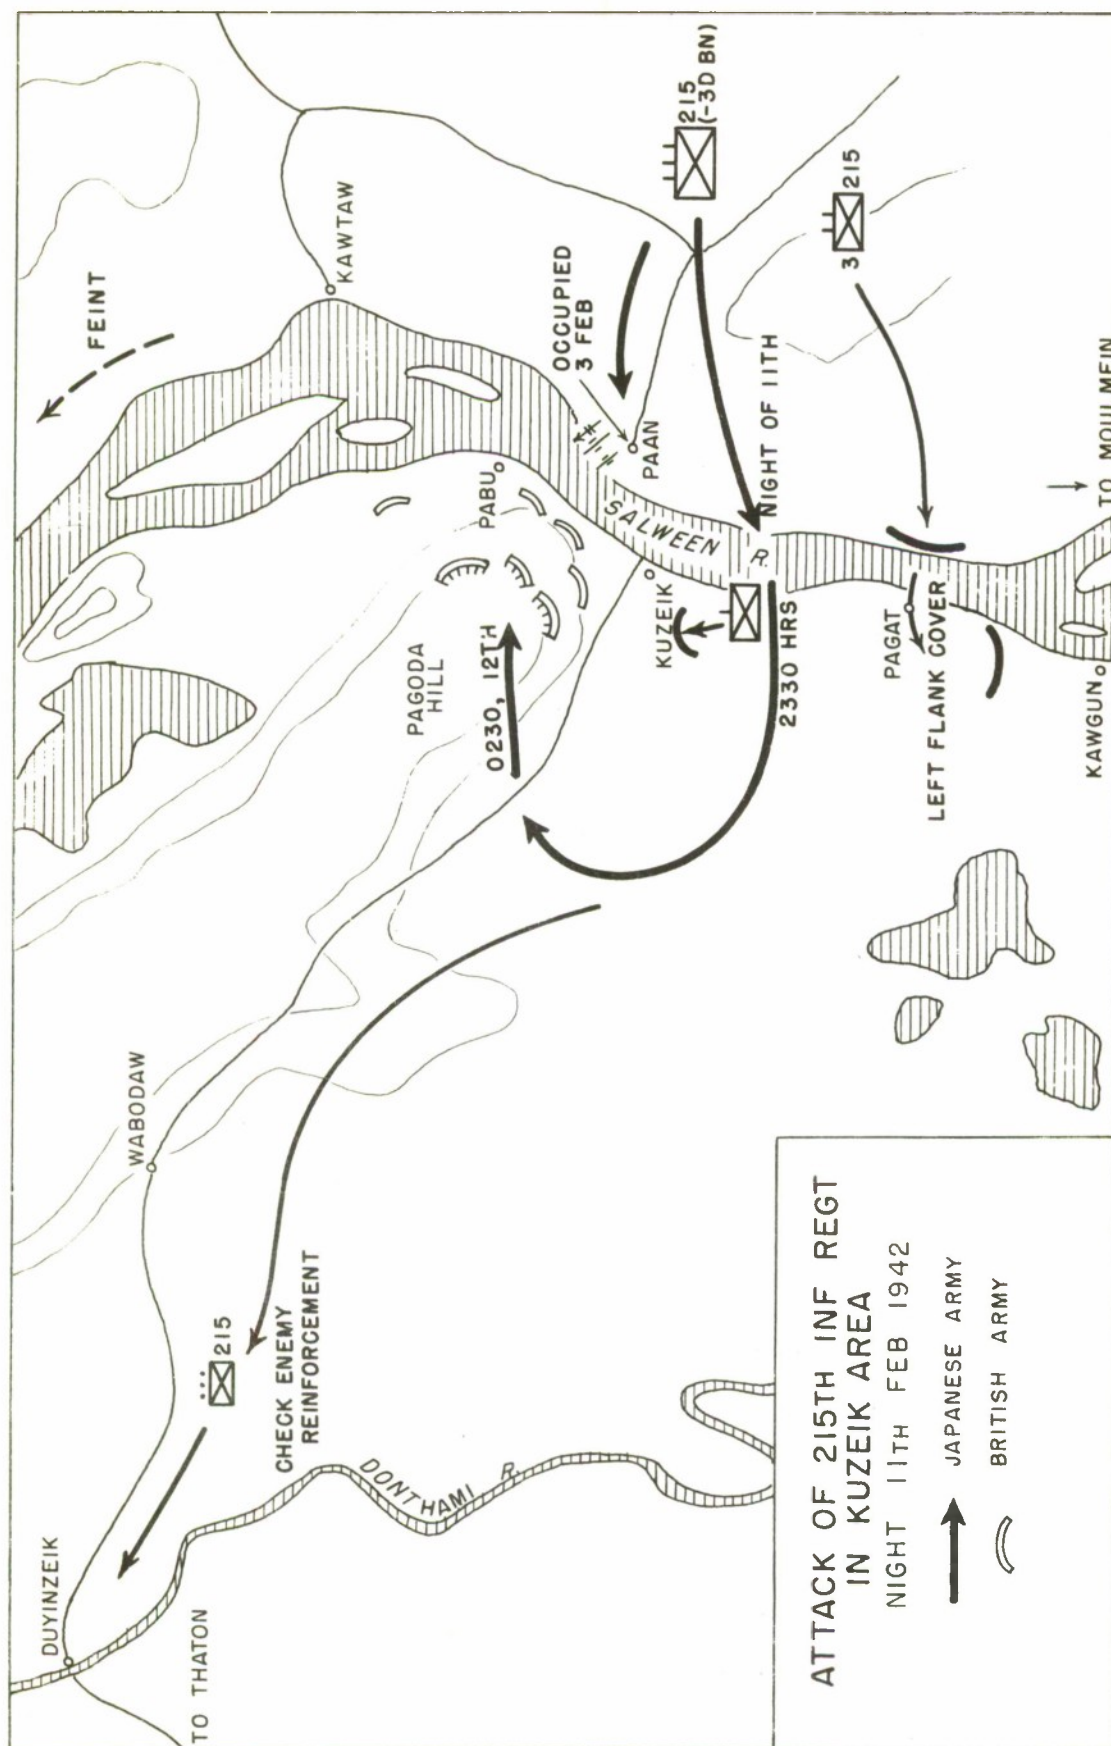 DUYINZEIK
TO THATON
WABODAW
215
CHECK ENEMY
REINFORCEMENT
DONTHAMI R.
FEINT
KAWTAW
PABU
PAGODA
HILL
0230, 12TH
OCCUPIED
3 FEB
PAAN
SALWEEN R.
KUZEIK
215
(-3D BN)
NIGHT OF 11TH
2330 HRS
3
215
PAGAT
LEFT FLANK COVER
KAWGUN
TO MOULMEIN
ATTACK OF 215TH INF REGT
IN KUZEIK AREA
NIGHT 11TH FEB 1942
JAPANESE ARMY
BRITISH ARMY